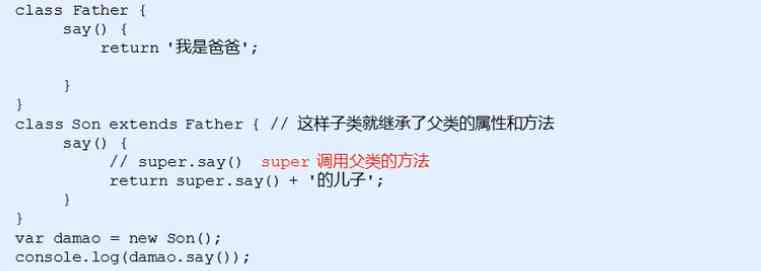 class Father {
say() {
return '我是爸爸';
}
}
class Son extends Father { // 这样子类就继承了父类的属性和方法
say() {
// super.say() super 调用父类的方法
return super.say() + '的儿子';
}
}
var damao = new Son();
console.log(damao.say());